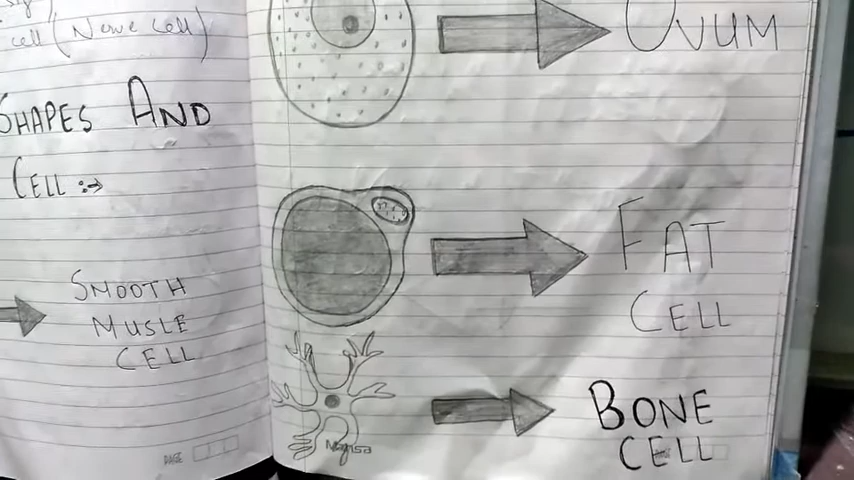 cell (Nerve Cell)
SHAPES AND
CELL :→
SMOOTH
MUSLE
CELL
PAGE
OVUM
FAT
CELL
BONE
CELL